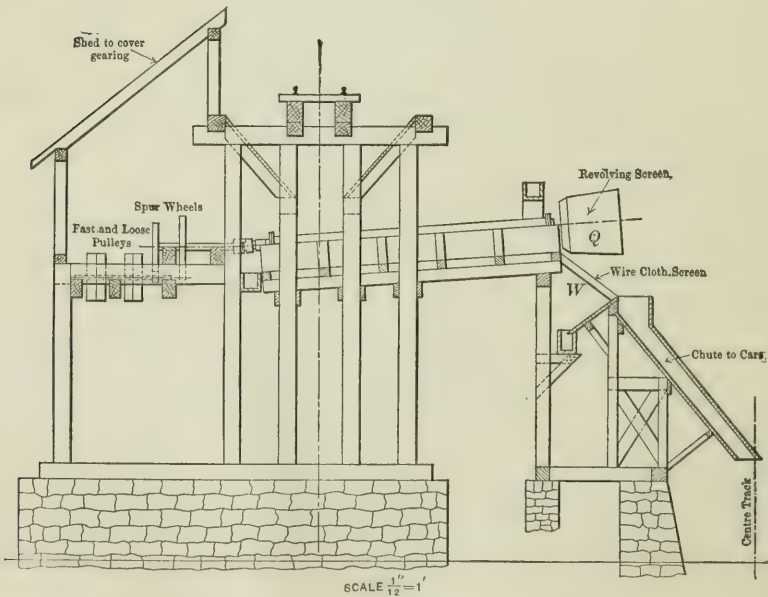 Shed to cover
gearing
Spur Wheels
Fast and Loose
Pulleys
Revolving Screen,
Q
Wire Cloth Screen
W
Chute to Cars
Centre Track
SCALE 1"/12 = 1'